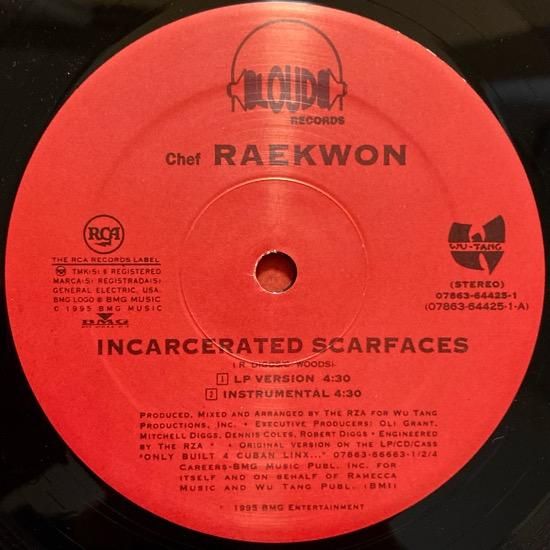 LOUD
RECORDS
Chef RAEKWON
RCA
THE RCA RECORDS LABEL
TMK(S) ® REGISTERED
MARCA(S) REGISTRADA(S)
GENERAL ELECTRIC, USA.
BMG LOGO ® BMG MUSIC
© 1995 BMG MUSIC
BMG
WU-TANG
(STEREO)
07863-64425-1
(07863-64425-1-A)
INCARCERATED SCARFACES
(R. DIGGS/C. WOODS)
1 LP VERSION 4:30
2 INSTRUMENTAL 4:30
PRODUCED, MIXED AND ARRANGED BY THE RZA FOR WU TANG
PRODUCTIONS, INC. • EXECUTIVE PRODUCERS: OLI GRANT,
MITCHELL DIGGS, DENNIS COLES, ROBERT DIGGS • ENGINEERED
BY THE RZA • ORIGINAL VERSION ON THE LP/CD/CASS
"ONLY BUILT 4 CUBAN LINX..." 07863-66663-1/2/4
CAREERS-BMG MUSIC PUBL. INC. FOR
ITSELF AND ON BEHALF OF RAMECCA
MUSIC AND WU TANG PUBL. (BMI)
1995 BMG ENTERTAINMENT